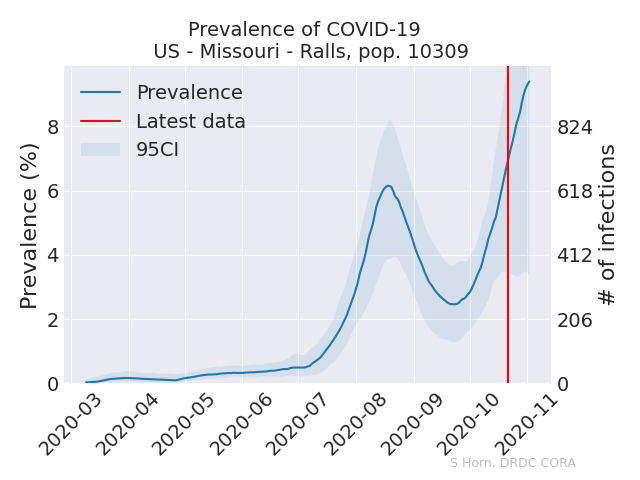 Prevalence of COVID-19
US - Missouri - Ralls, pop. 10309
Prevalence
Latest data
95CI
Prevalence (%)
8
6
4
2
0
824
618
412
206
0
# of infections
2020-03
2020-04
2020-05
2020-06
2020-07
2020-08
2020-09
2020-10
2020-11
S Horn, DRDC CORA